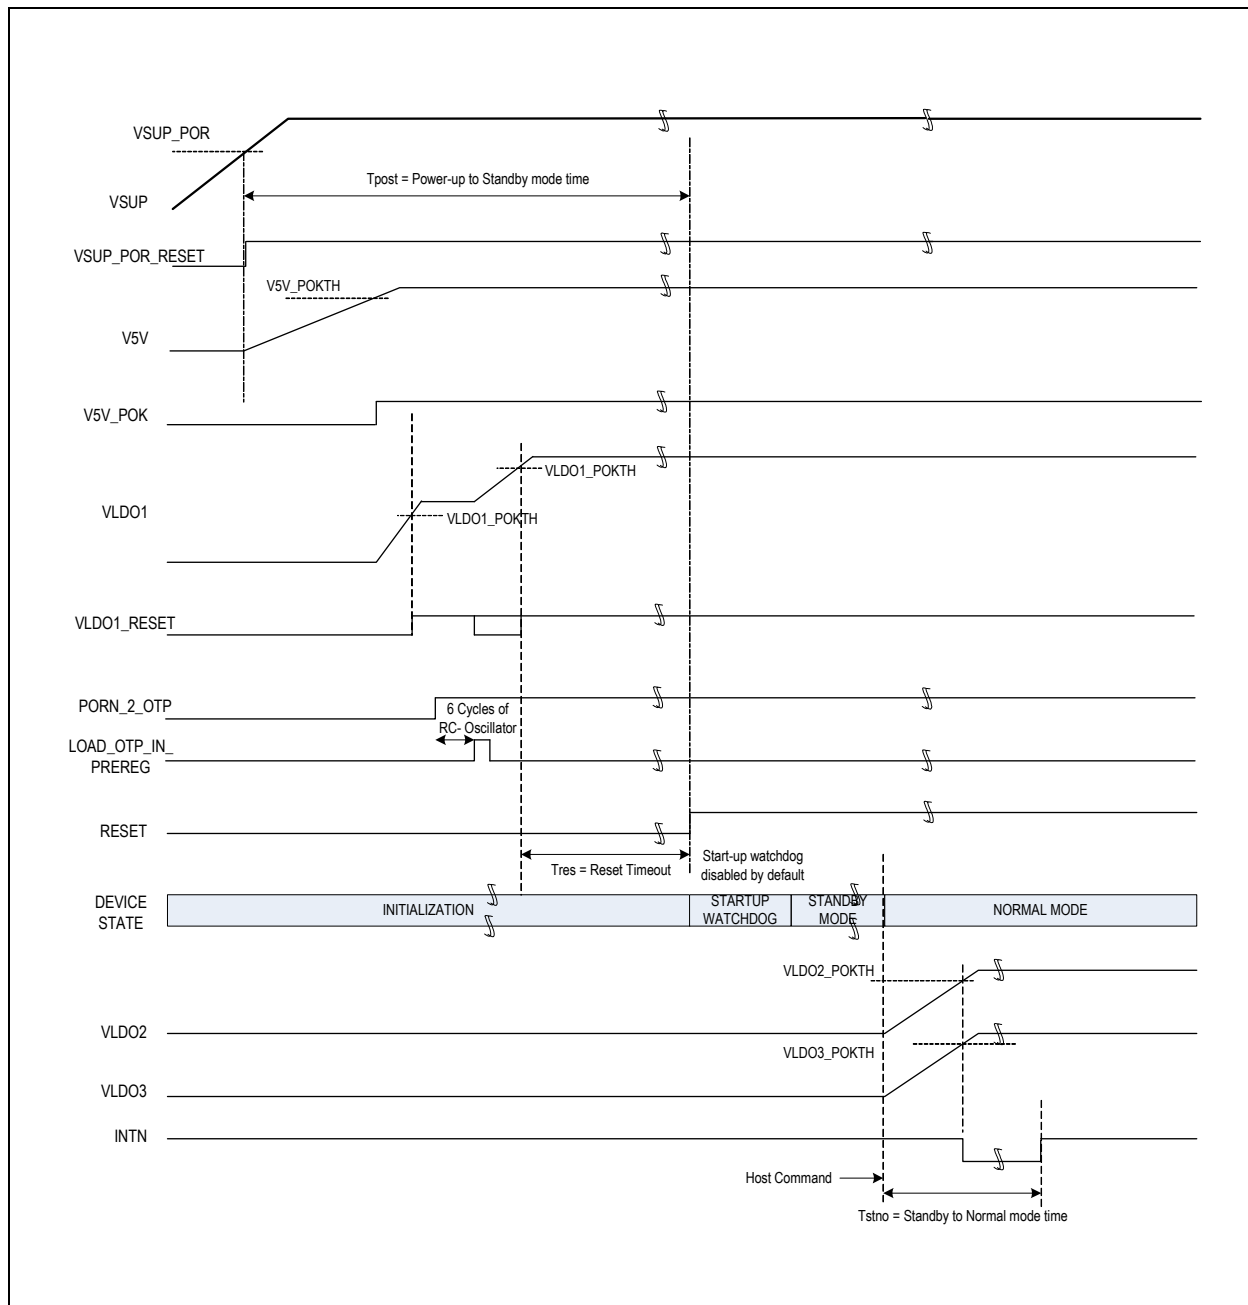 VSUP_POR
Tpost = Power-up to Standby mode time
VSUP
VSUP_POR_RESET
V5V_POKTH
V5V
V5V_POK
VLDO1_POKTH
VLDO1
VLDO1_POKTH
VLDO1_RESET
PORN_2_OTP
6 Cycles of
RC- Oscillator
LOAD_OTP_IN_
PREREG
RESET
Tres = Reset Timeout
Start-up watchdog
disabled by default
DEVICE
STATE
INITIALIZATION
STARTUP
WATCHDOG
STANDBY
MODE
NORMAL MODE
VLDO2_POKTH
VLDO2
VLDO3_POKTH
VLDO3
INTN
Host Command
Tstno = Standby to Normal mode time